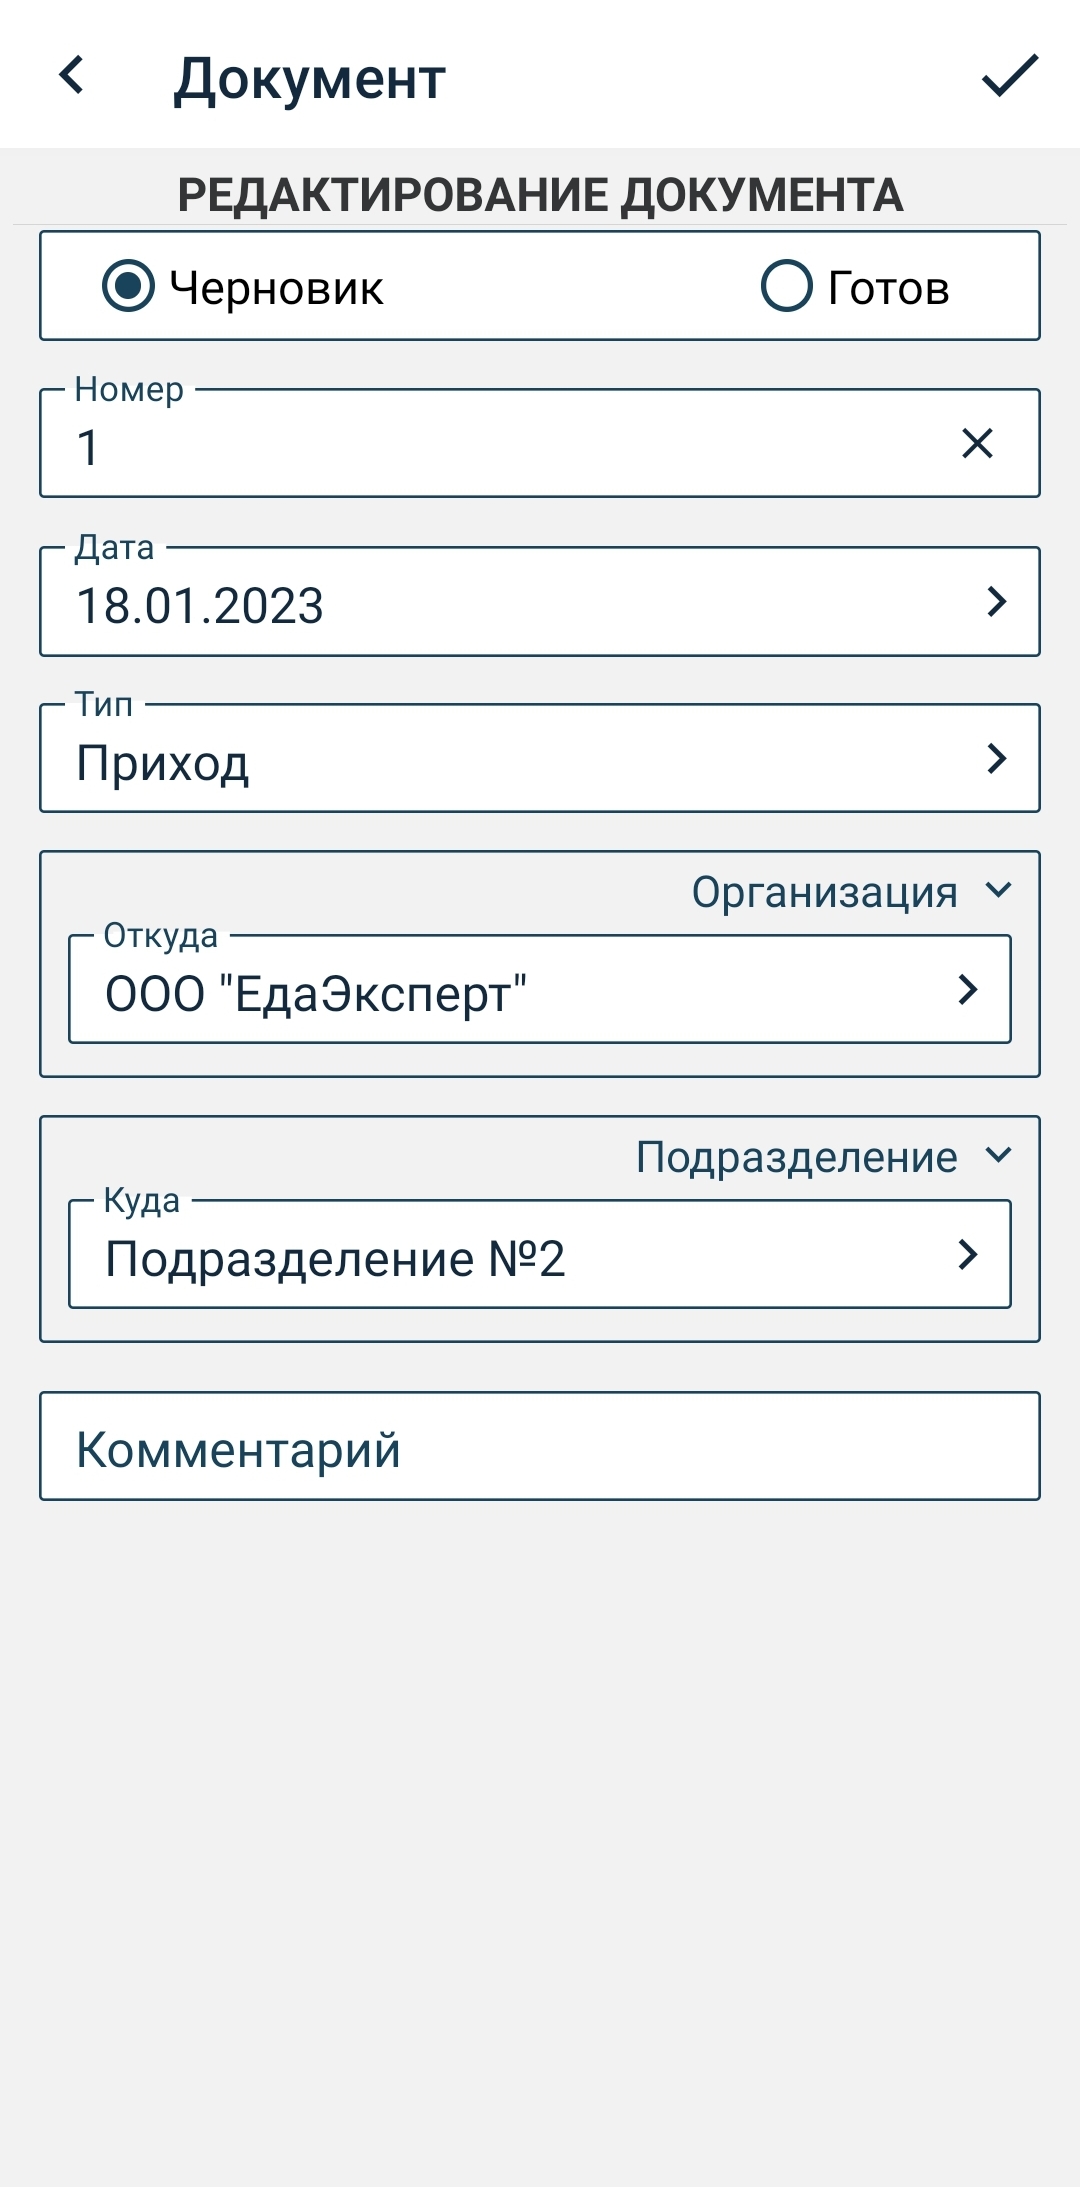 Документ
РЕДАКТИРОВАНИЕ ДОКУМЕНТА
Черновик Готов
Номер
1
Дата
18.01.2023
Тип
Приход
Организация
Откуда
ООО "ЕдаЭксперт"
Подразделение
Куда
Подразделение №2
Комментарий